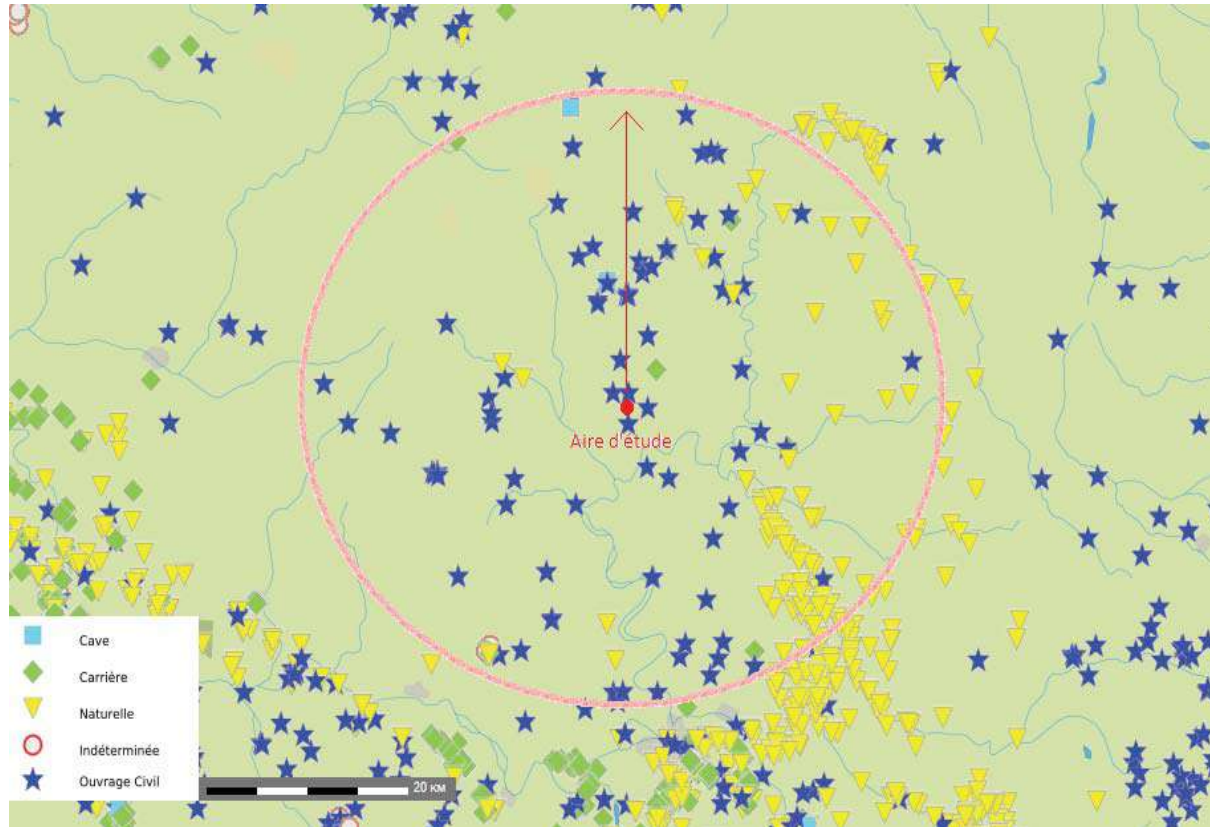 Aire d'étude
Cave
Carrière
Naturelle
Indéterminée
Ouvrage Civil
20 KM